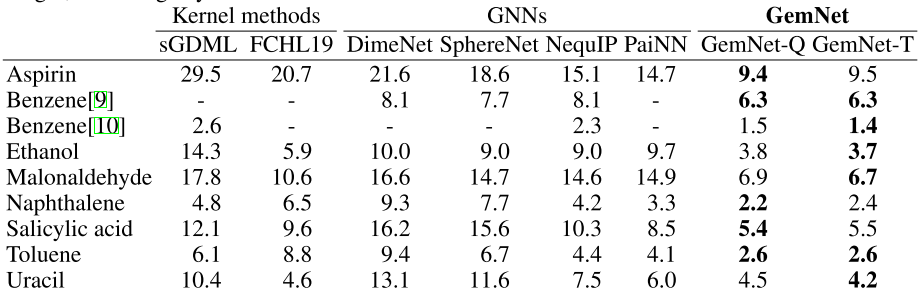 Kernel methods GNNs GemNet
sGDML FCHL19 DimeNet SphereNet NequIP PaiNN GemNet-Q GemNet-T
Aspirin 29.5 20.7 21.6 18.6 15.1 14.7 9.4 9.5
Benzene[9] - - 8.1 7.7 8.1 - 6.3 6.3
Benzene[10] 2.6 - - - 2.3 - 1.5 1.4
Ethanol 14.3 5.9 10.0 9.0 9.0 9.7 3.8 3.7
Malonaldehyde 17.8 10.6 16.6 14.7 14.6 14.9 6.9 6.7
Naphthalene 4.8 6.5 9.3 7.7 4.2 3.3 2.2 2.4
Salicylic acid 12.1 9.6 16.2 15.6 10.3 8.5 5.4 5.5
Toluene 6.1 8.8 9.4 6.7 4.4 4.1 2.6 2.6
Uracil 10.4 4.6 13.1 11.6 7.5 6.0 4.5 4.2